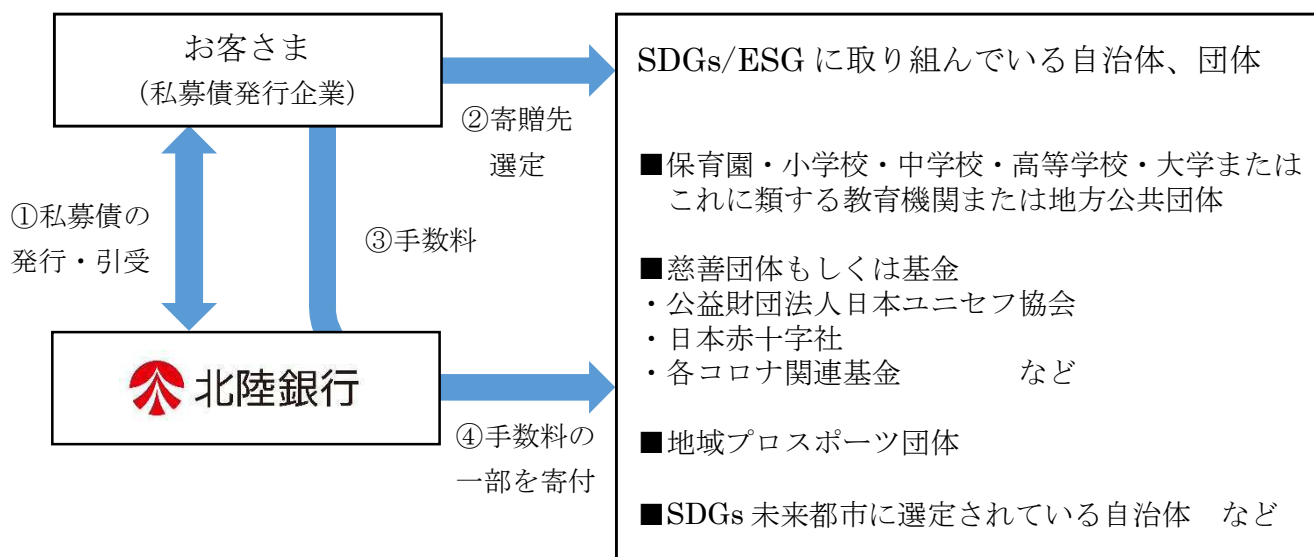 お客さま
(私募債発行企業)
①私募債の
発行・引受
②寄贈先
選定
③手数料
北陸銀行
④手数料の
一部を寄付
SDGs/ESG に取り組んでいる自治体、団体
■保育園・小学校・中学校・高等学校・大学または
これに類する教育機関または地方公共団体
■慈善団体もしくは基金
・公益財団法人日本ユニセフ協会
・日本赤十字社
・各コロナ関連基金　　　　など
■地域プロスポーツ団体
■SDGs 未来都市に選定されている自治体　など